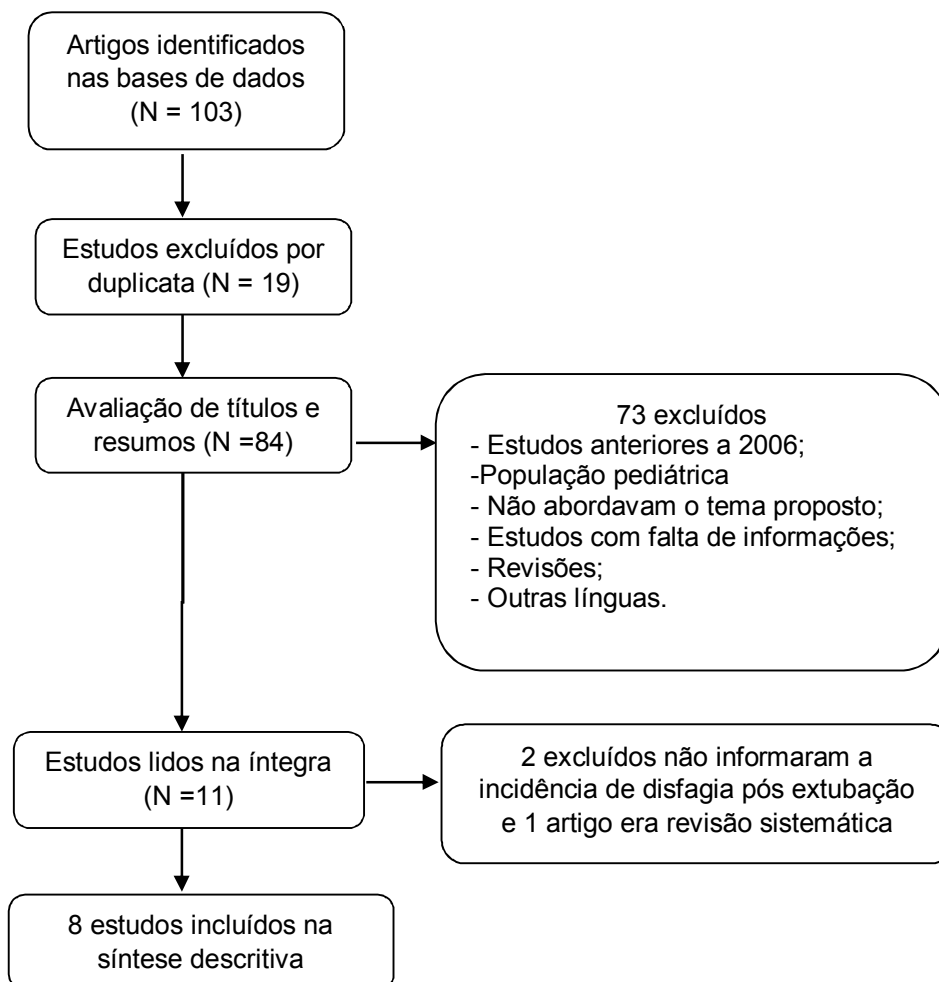 Artigos identificados
nas bases de dados
(N = 103)
Estudos excluídos por
duplicata (N = 19)
Avaliação de títulos e
resumos (N =84)
73 excluídos
- Estudos anteriores a 2006;
-População pediátrica
- Não abordavam o tema proposto;
- Estudos com falta de informações;
- Revisões;
- Outras línguas.
Estudos lidos na íntegra
(N =11)
2 excluídos não informaram a
incidência de disfagia pós extubação
e 1 artigo era revisão sistemática
8 estudos incluídos na
síntese descritiva